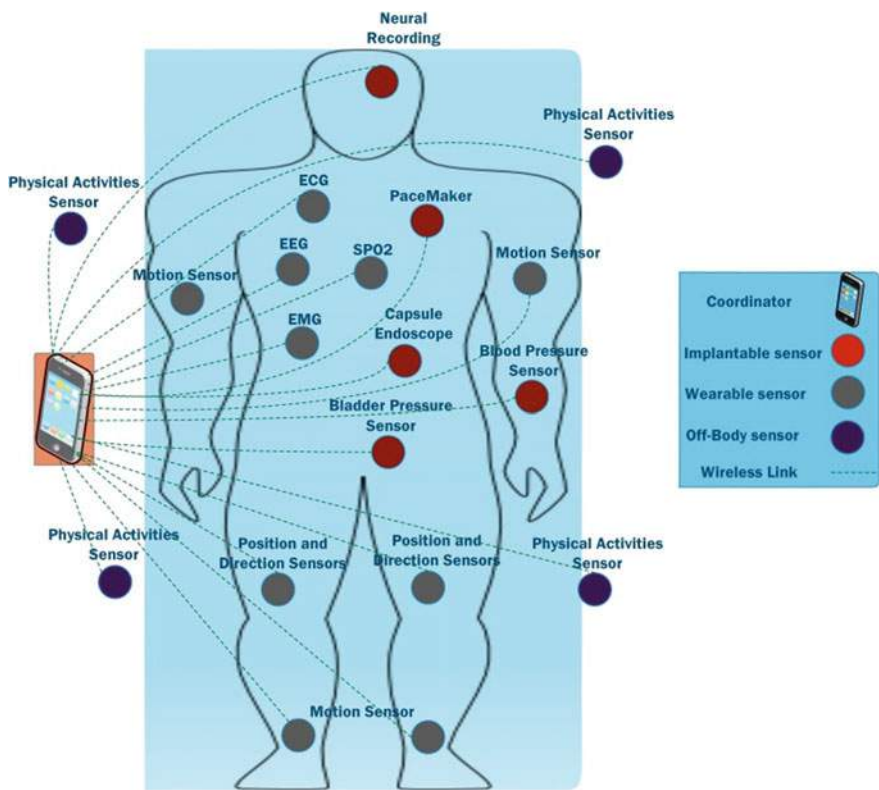 Neural
Recording
Physical Activities
Sensor
Physical Activities
Sensor
ECG
PaceMaker
EEG
SPO2
Motion Sensor
Motion Sensor
EMG
Capsule
Endoscope
Blood Pressure
Sensor
Bladder Pressure
Sensor
Physical Activities
Sensor
Position and
Direction Sensors
Position and
Direction Sensors
Physical Activities
Sensor
Motion Sensor
Coordinator
Implantable sensor
Wearable sensor
Off-Body sensor
Wireless Link